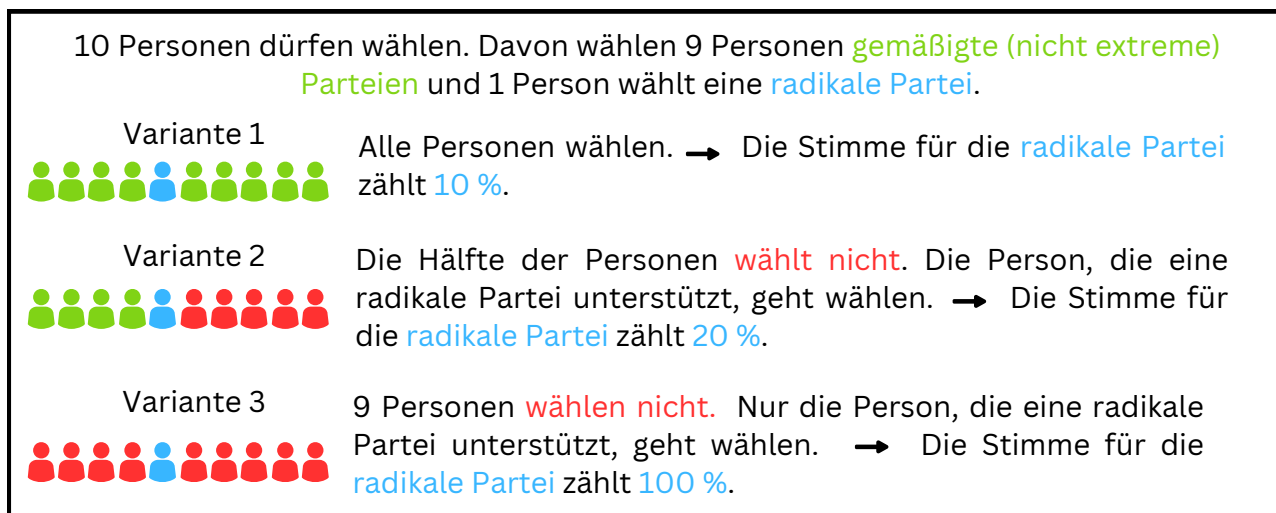 10 Personen dürfen wählen. Davon wählen 9 Personen gemäßigte (nicht extreme)
Parteien und 1 Person wählt eine radikale Partei.
Variante 1
Alle Personen wählen. → Die Stimme für die radikale Partei
zählt 10 %.
Variante 2
Die Hälfte der Personen wählt nicht. Die Person, die eine
radikale Partei unterstützt, geht wählen. → Die Stimme für
die radikale Partei zählt 20 %.
Variante 3
9 Personen wählen nicht. Nur die Person, die eine radikale
Partei unterstützt, geht wählen. → Die Stimme für die
radikale Partei zählt 100 %.